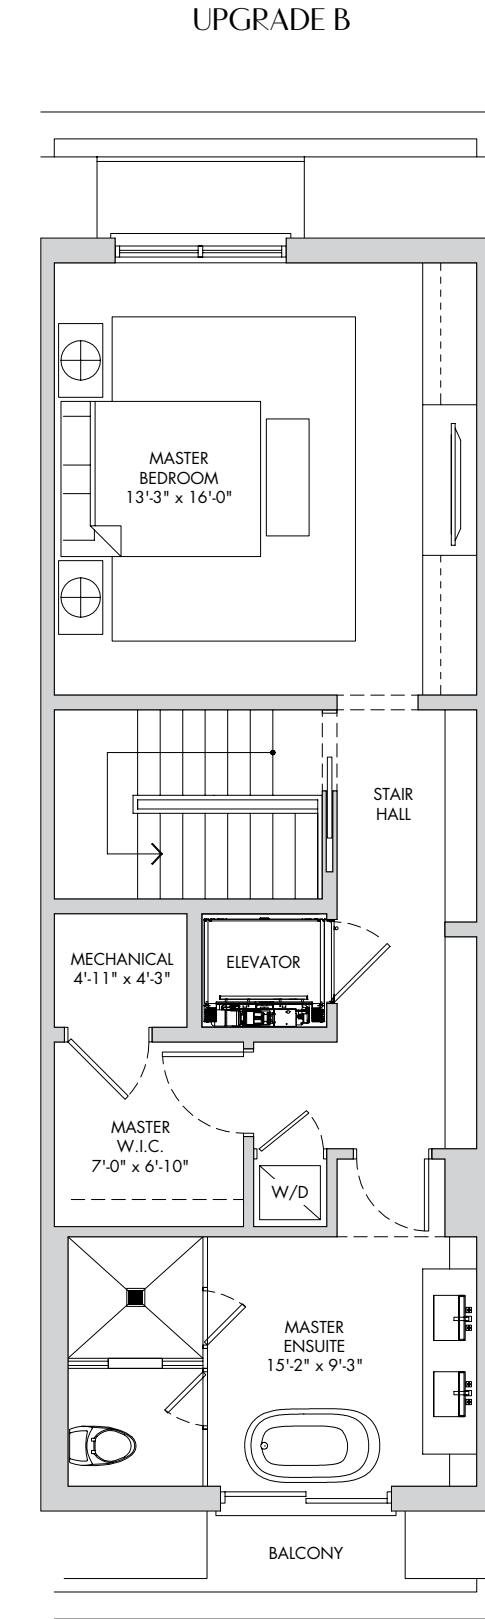 UPGRADE B
MASTER
BEDROOM
13'-3" x 16'-0"
STAIR
HALL
MECHANICAL
4'-11" x 4'-3"
ELEVATOR
MASTER
W.I.C.
7'-0" x 6'-10"
W/D
MASTER
ENSUITE
15'-2" x 9'-3"
BALCONY